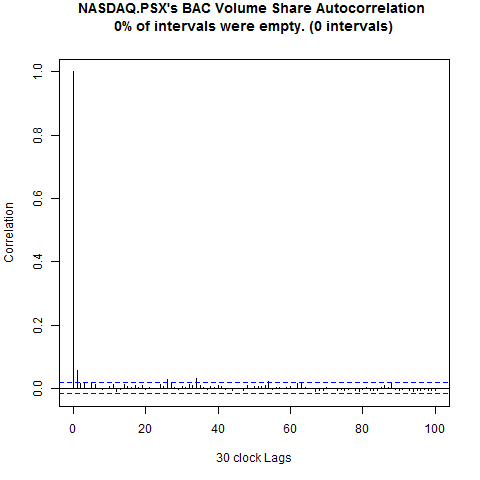 NASDAQ.PSX's BAC Volume Share Autocorrelation
0% of intervals were empty. (0 intervals)
1.0
0.8
0.6
0.4
0.2
0.0
Correlation
0 20 40 60 80 100
30 clock Lags